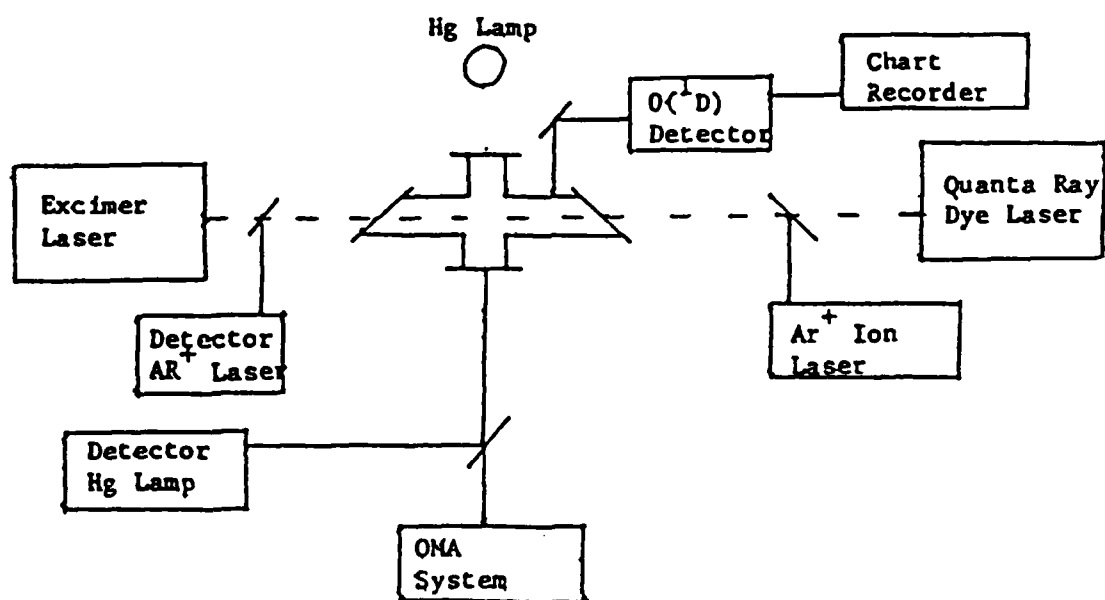 Hg Lamp
O(¹D)
Detector
Chart
Recorder
Excimer
Laser
Quanta Ray
Dye Laser
Detector
AR⁺ Laser
Ar⁺ Ion
Laser
Detector
Hg Lamp
OMA
System